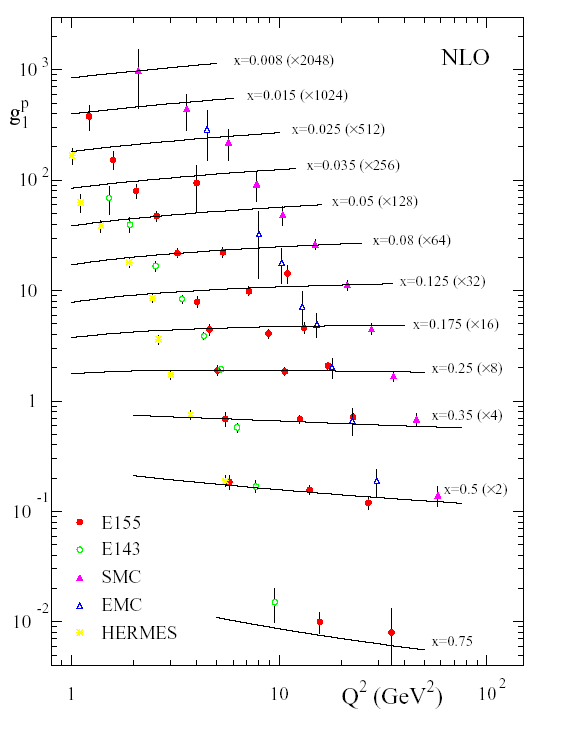 NLO
g₁ᵖ
10³
10²
10
1
10⁻¹
10⁻²
x=0.008 (×2048)
x=0.015 (×1024)
x=0.025 (×512)
x=0.035 (×256)
x=0.05 (×128)
x=0.08 (×64)
x=0.125 (×32)
x=0.175 (×16)
x=0.25 (×8)
x=0.35 (×4)
x=0.5 (×2)
x=0.75
E155
E143
SMC
EMC
HERMES
1
10
10²
Q² (GeV²)